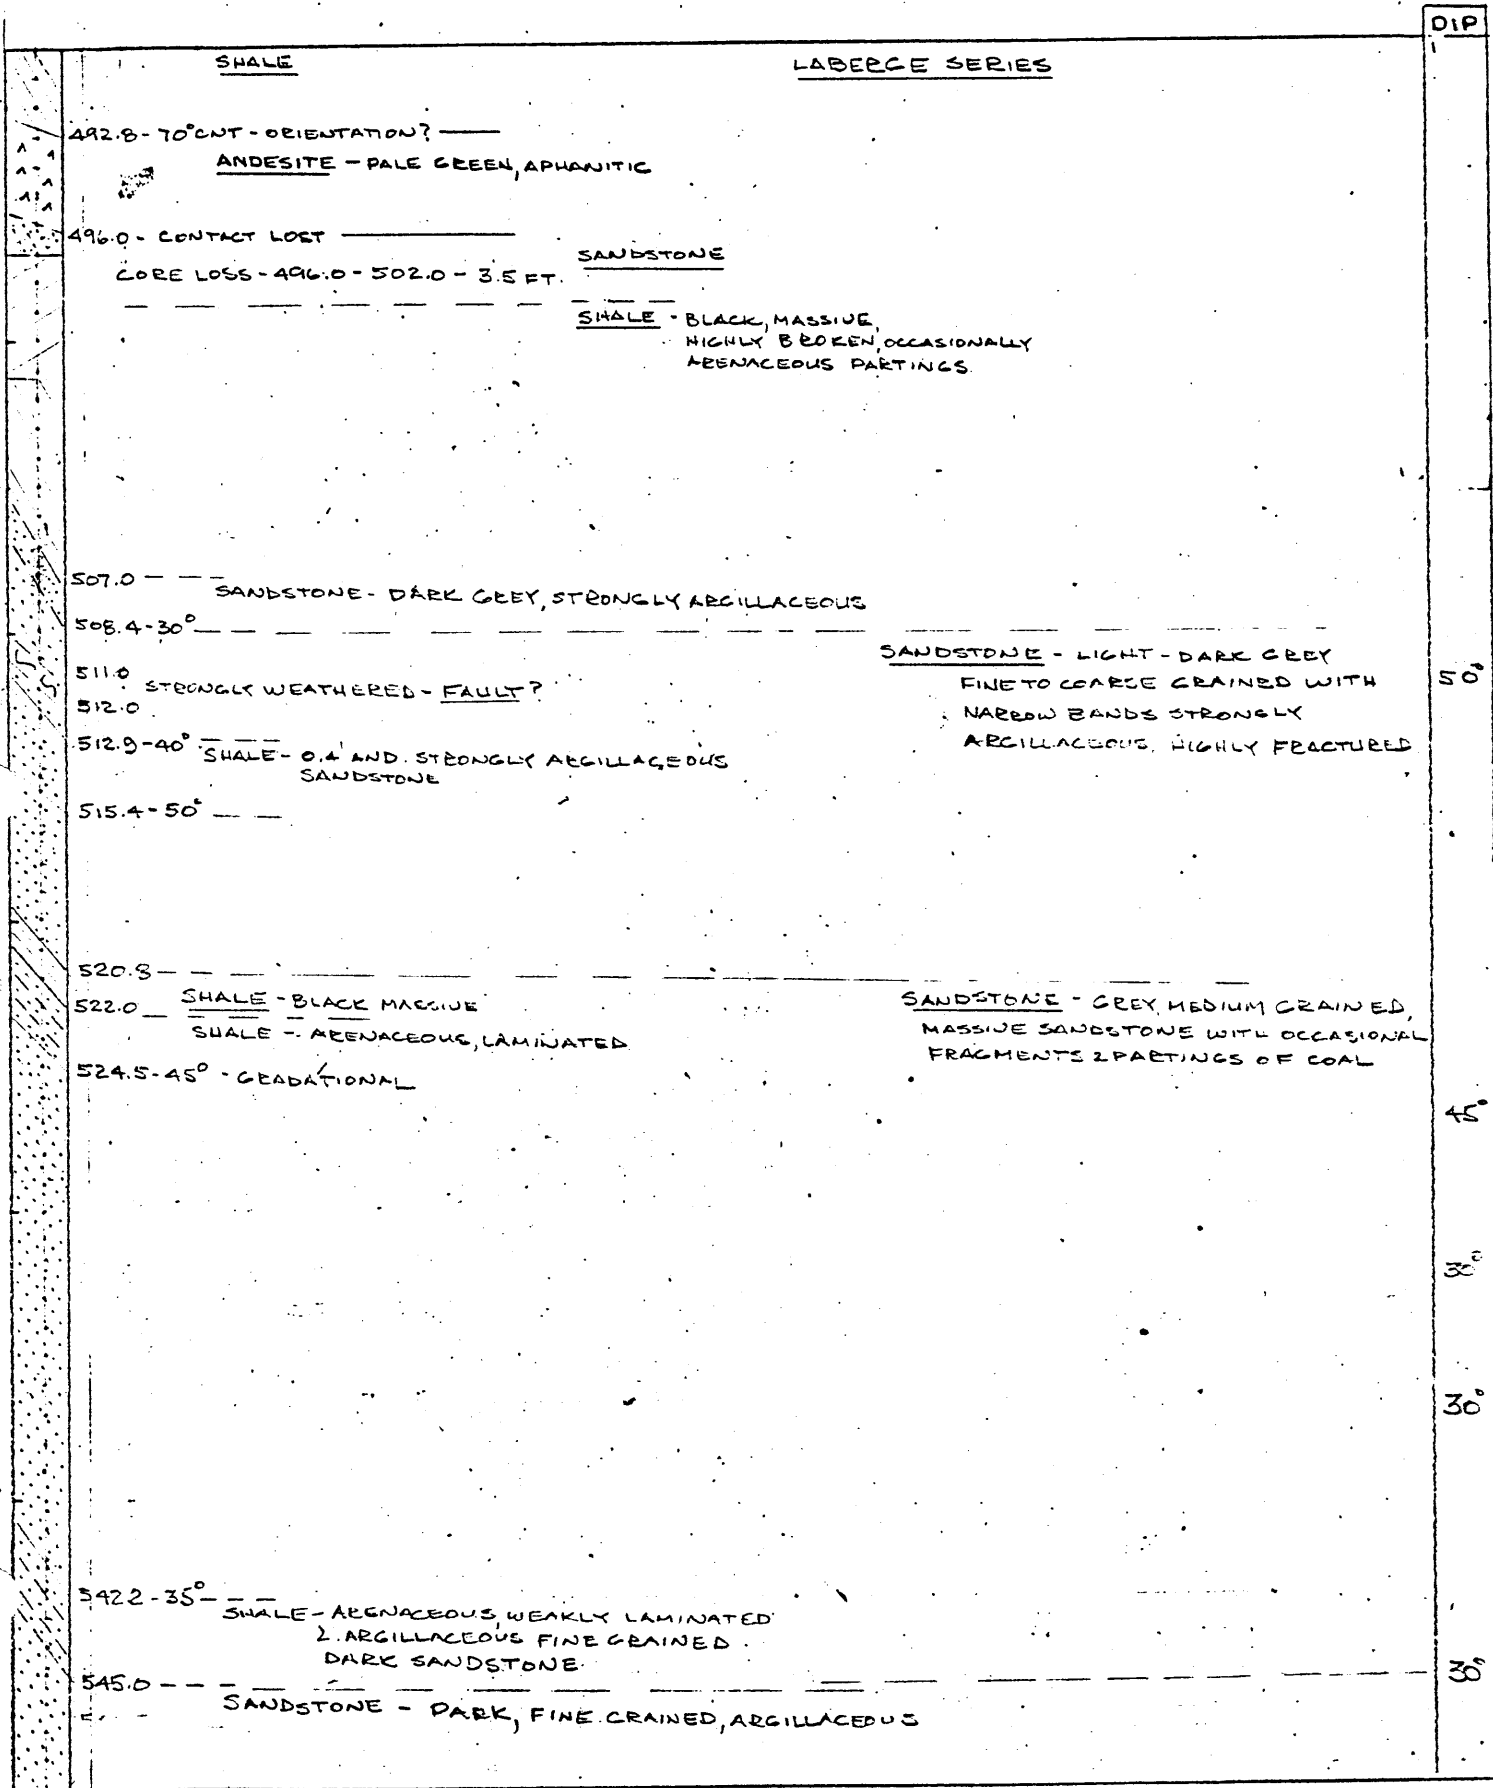 DIP
SHALE
LABERGE SERIES
492.8 - 70° CNT - ORIENTATION?
ANDESITE - PALE GREEN, APHANITIC
496.0 - CONTACT LOST
SANDSTONE
CORE LOSS - 496.0 - 502.0 - 3.5 FT.
SHALE - BLACK, MASSIVE,
HIGHLY BROKEN, OCCASIONALLY
ARENACEOUS PARTINGS.
507.0
SANDSTONE - DARK GREY, STRONGLY ARGILLACEOUS
508.4 - 30°
SANDSTONE - LIGHT - DARK GREY
FINE TO COARSE GRAINED WITH
NARROW BANDS STRONGLY
ARGILLACEOUS, HIGHLY FRACTURED
50°
511.0
STRONGLY WEATHERED - FAULT?
512.0
512.9 - 40°
SHALE - 0.4' AND. STRONGLY ARGILLAGEOUS
SANDSTONE
515.4 - 50°
520.8
SHALE - BLACK MASSIVE
522.0
SHALE - ARENACEOUS, LAMINATED
SANDSTONE - GREY, MEDIUM GRAINED,
MASSIVE SANDSTONE WITH OCCASIONAL
FRAGMENTS & PARTINGS OF COAL
524.5 - 45° - GRADATIONAL
45°
30°
30°
542.2 - 35°
SHALE - ARENACEOUS, WEAKLY LAMINATED
& ARGILLACEOUS FINE GRAINED
DARK SANDSTONE
545.0
30°
SANDSTONE - DARK, FINE GRAINED, ARGILLACEOUS